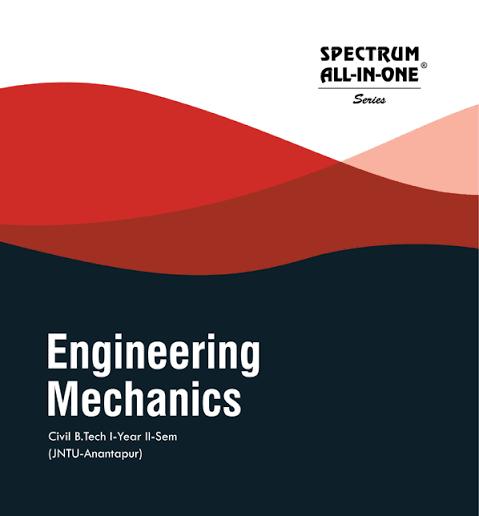 SPECTRUM
ALL-IN-ONE®
Series
Engineering
Mechanics
Civil B.Tech I-Year II-Sem
(JNTU-Anantapur)